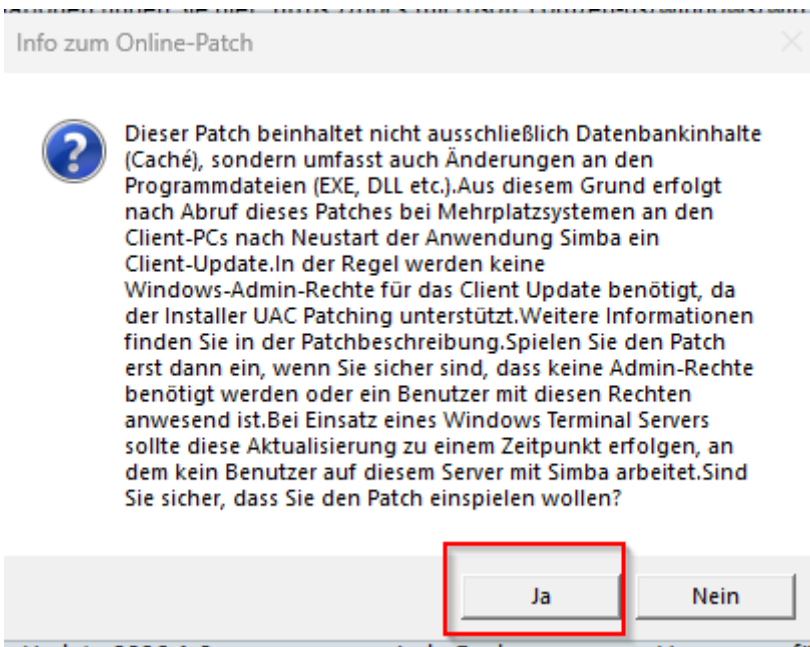 Info zum Online-Patch
Dieser Patch beinhaltet nicht ausschließlich Datenbankinhalte
(Caché), sondern umfasst auch Änderungen an den
Programmdateien (EXE, DLL etc.).Aus diesem Grund erfolgt
nach Abruf dieses Patches bei Mehrplatzsystemen an den
Client-PCs nach Neustart der Anwendung Simba ein
Client-Update.In der Regel werden keine
Windows-Admin-Rechte für das Client Update benötigt, da
der Installer UAC Patching unterstützt.Weitere Informationen
finden Sie in der Patchbeschreibung.Spielen Sie den Patch
erst dann ein, wenn Sie sicher sind, dass keine Admin-Rechte
benötigt werden oder ein Benutzer mit diesen Rechten
anwesend ist.Bei Einsatz eines Windows Terminal Servers
sollte diese Aktualisierung zu einem Zeitpunkt erfolgen, an
dem kein Benutzer auf diesem Server mit Simba arbeitet.Sind
Sie sicher, dass Sie den Patch einspielen wollen?
Ja Nein